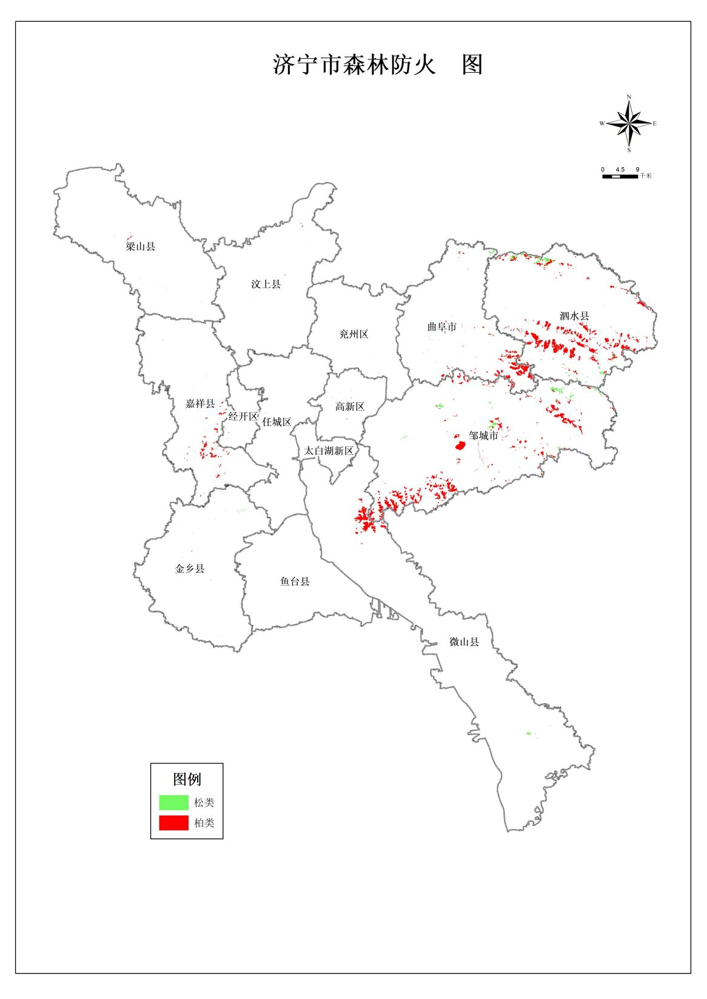 济宁市森林防火 图
N
W E
S
0 4.5 9
千米
梁山县
汶上县
泗水县
曲阜市
兖州区
嘉祥县
高新区
经开区
任城区
邹城市
太白湖新区
金乡县
鱼台县
微山县
图例
松类
柏类